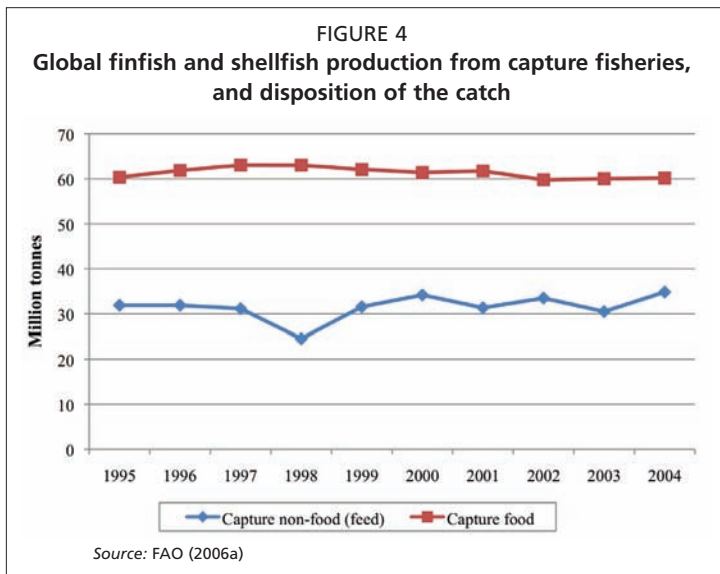 FIGURE 4
Global finfish and shellfish production from capture fisheries,
and disposition of the catch
70
60
50
40
30
20
10
0
Million tonnes
1995 1996 1997 1998 1999 2000 2001 2002 2003 2004
Capture non-food (feed) Capture food
Source: FAO (2006a)